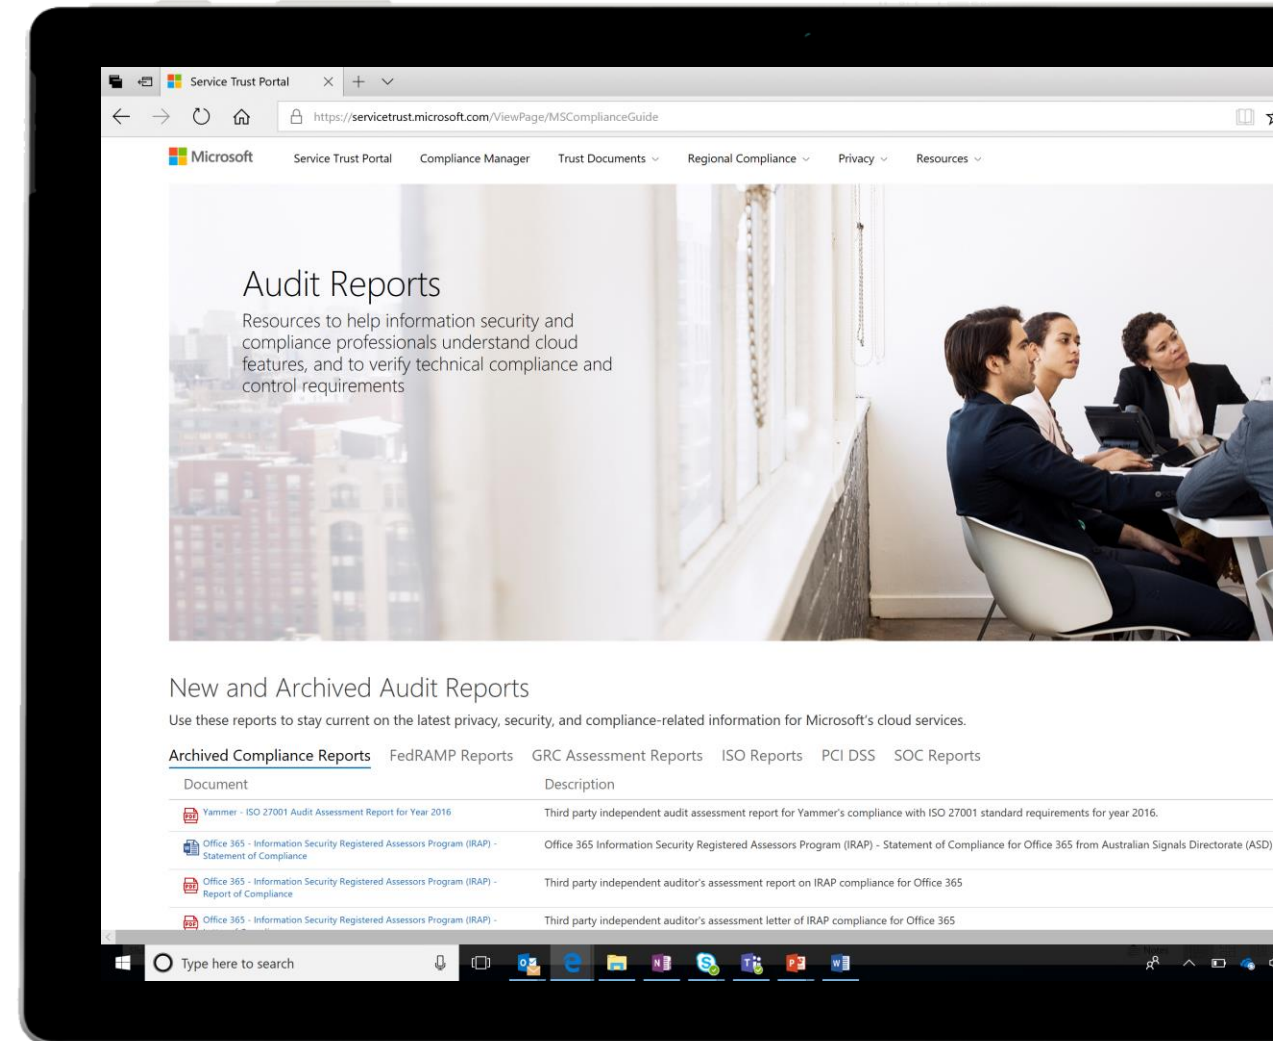 Service Trust Portal
https://servicetrust.microsoft.com/ViewPage/MSComplianceGuide
Microsoft Service Trust Portal Compliance Manager Trust Documents Regional Compliance Privacy Resources
Audit Reports
Resources to help information security and
compliance professionals understand cloud
features, and to verify technical compliance and
control requirements
New and Archived Audit Reports
Use these reports to stay current on the latest privacy, security, and compliance-related information for Microsoft's cloud services.
Archived Compliance Reports FedRAMP Reports GRC Assessment Reports ISO Reports PCI DSS SOC Reports
Document Description
Yammer - ISO 27001 Audit Assessment Report for Year 2016 Third party independent audit assessment report for Yammer's compliance with ISO 27001 standard requirements for year 2016.
Office 365 - Information Security Registered Assessors Program (IRAP) - Office 365 Information Security Registered Assessors Program (IRAP) - Statement of Compliance for Office 365 from Australian Signals Directorate (ASD)
Statement of Compliance
Office 365 - Information Security Registered Assessors Program (IRAP) - Third party independent auditor's assessment report on IRAP compliance for Office 365
Report of Compliance
Office 365 - Information Security Registered Assessors Program (IRAP) - Third party independent auditor's assessment letter of IRAP compliance for Office 365
Notes
Type here to search